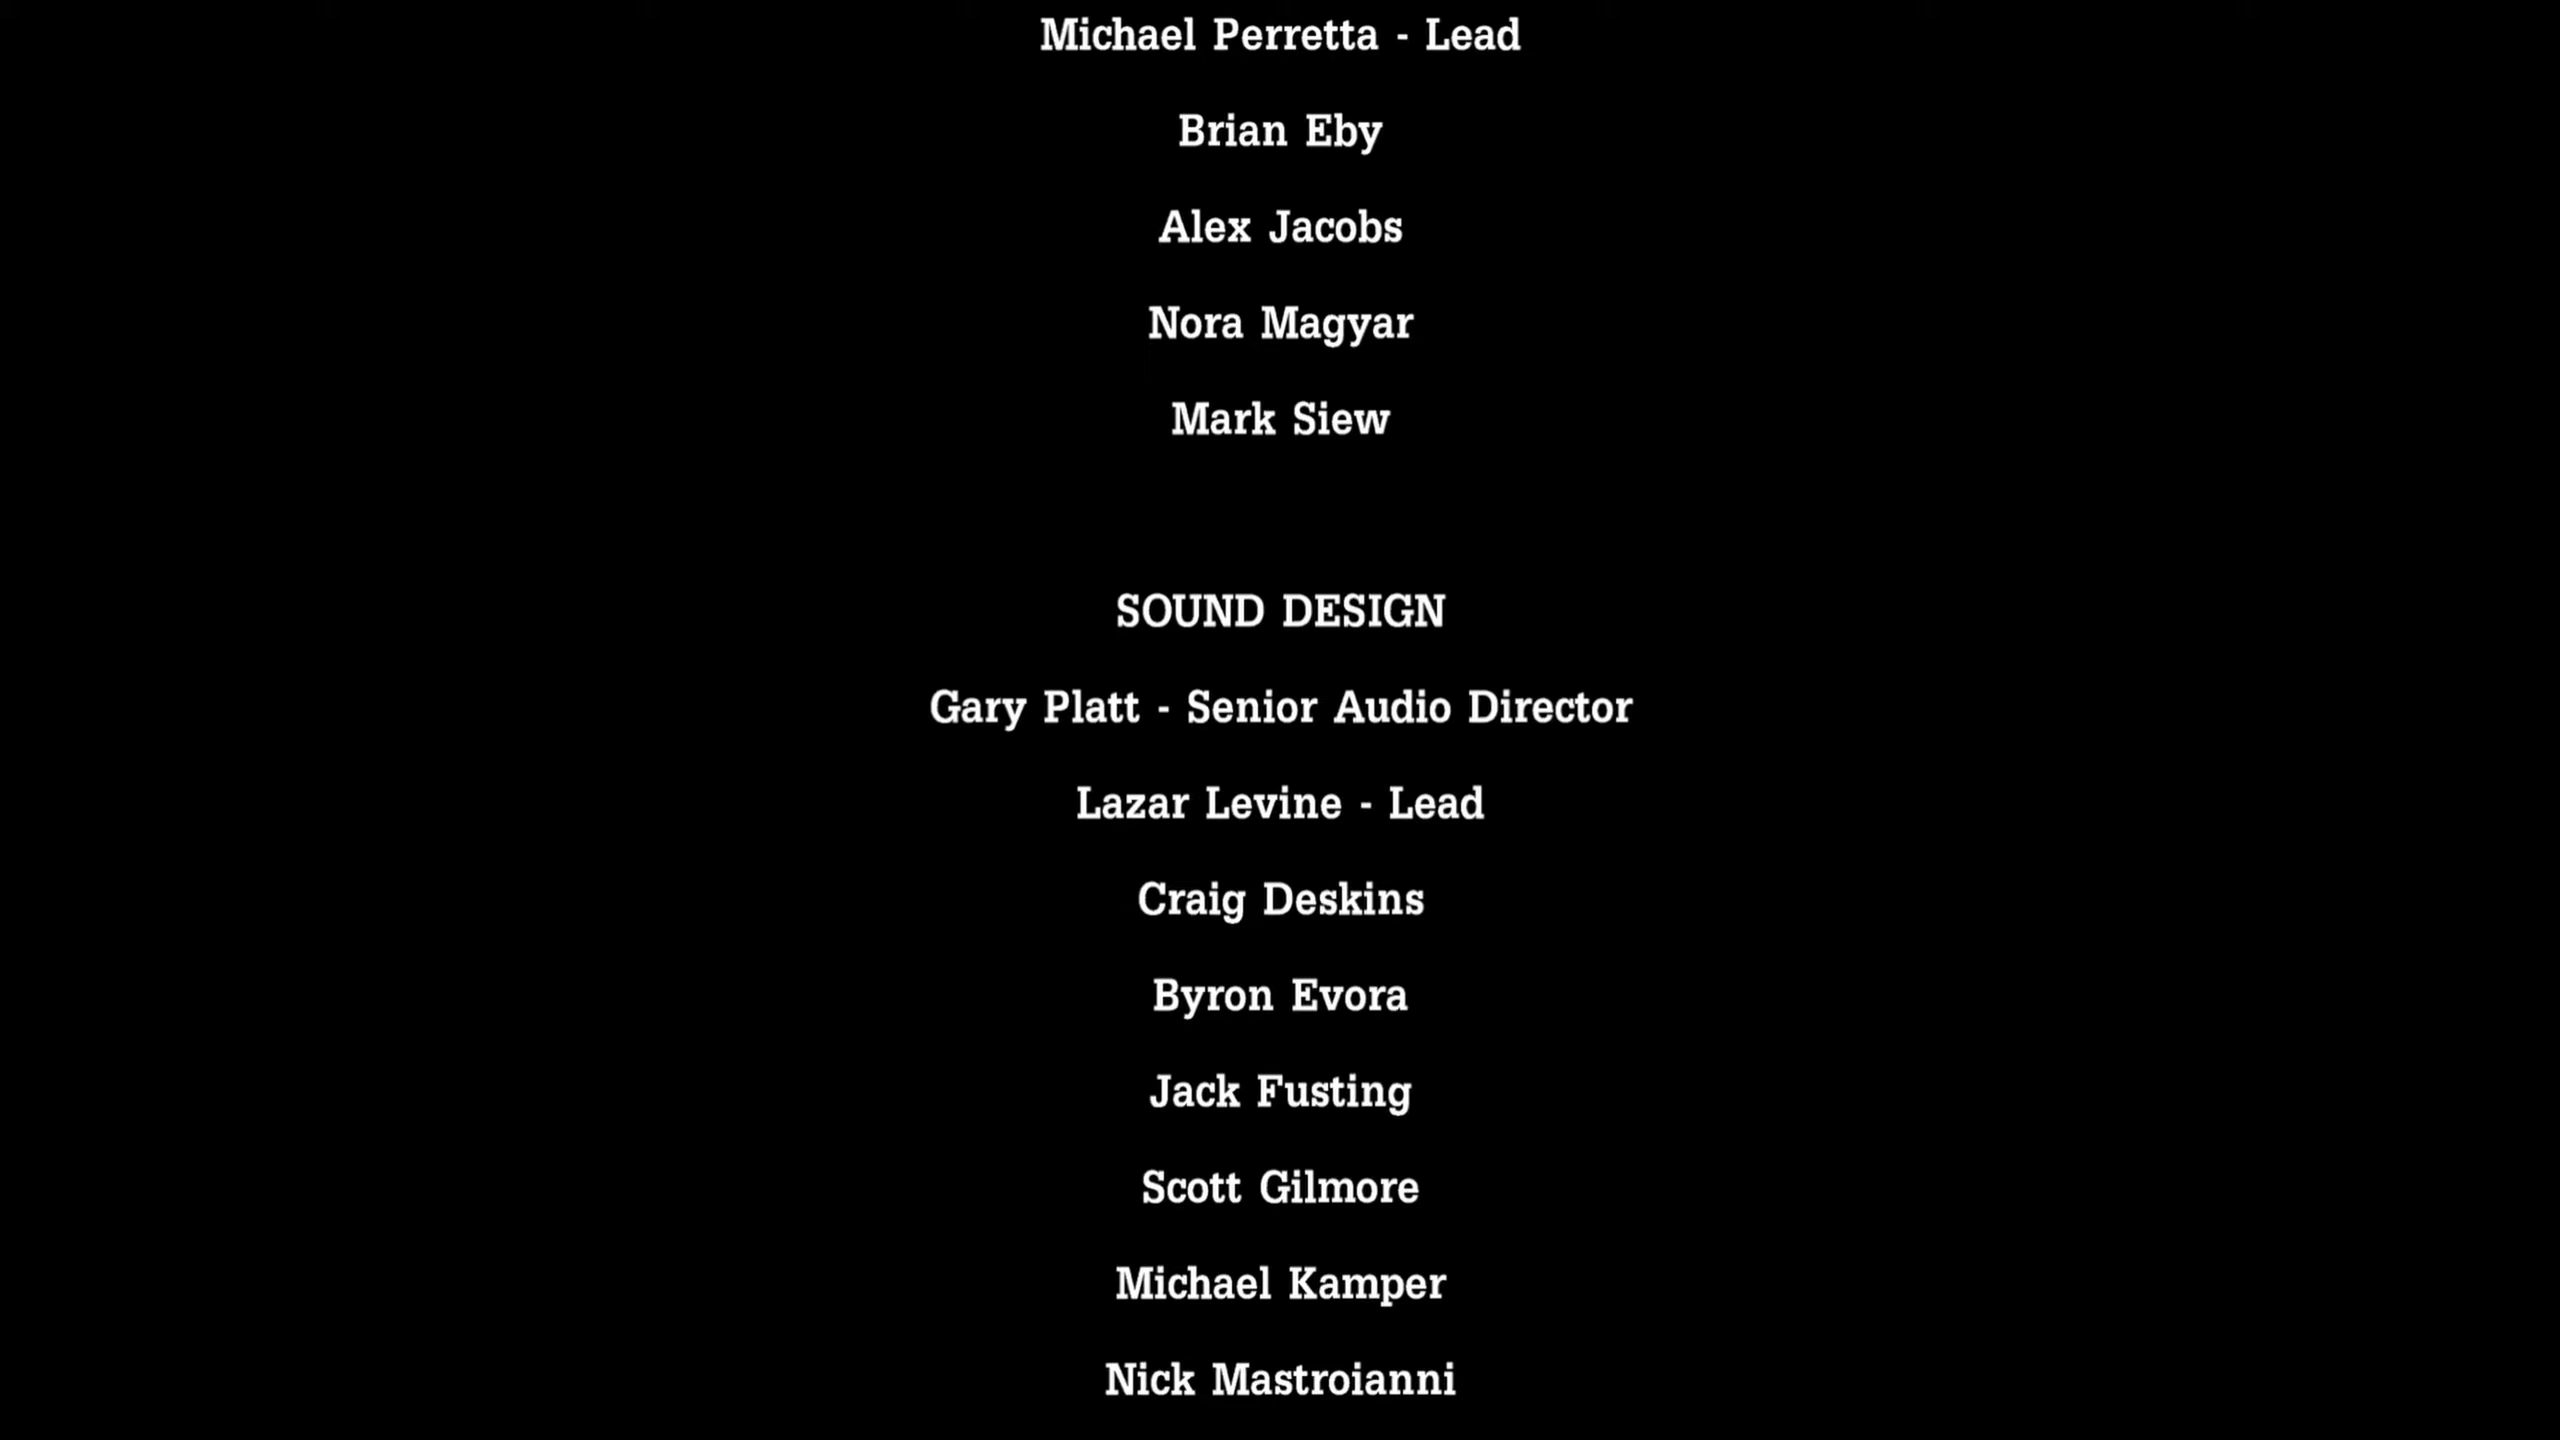 Michael Perretta - Lead
Brian Eby
Alex Jacobs
Nora Magyar
Mark Siew
SOUND DESIGN
Gary Platt - Senior Audio Director
Lazar Levine - Lead
Craig Deskins
Byron Evora
Jack Fusting
Scott Gilmore
Michael Kamper
Nick Mastroianni